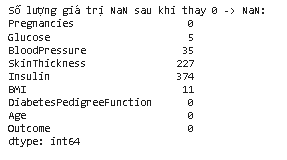 Số lượng giá trị NaN sau khi thay 0 -> NaN:
Pregnancies 0
Glucose 5
BloodPressure 35
SkinThickness 227
Insulin 374
BMI 11
DiabetesPedigreeFunction 0
Age 0
Outcome 0
dtype: int64